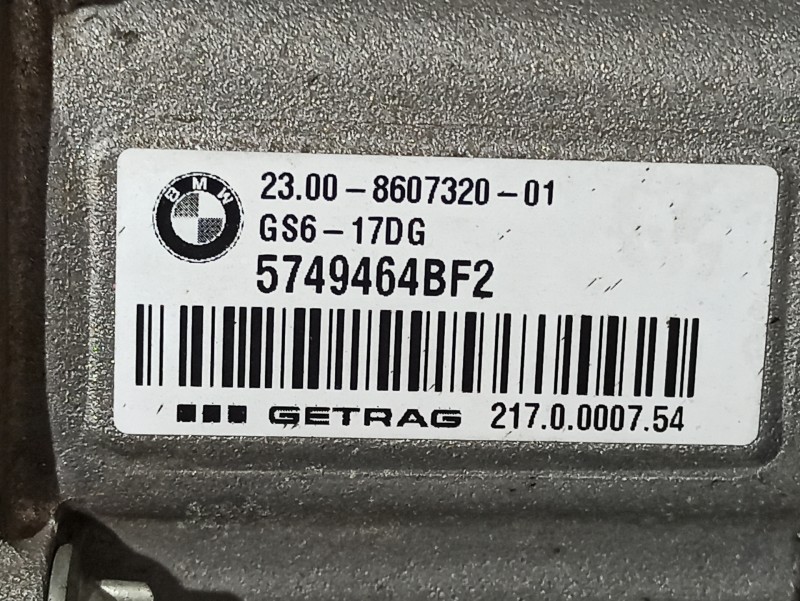 BMW
23.00-8607320-01
GS6-17DG
5749464BF2
GETRAG 217.0.0007.54